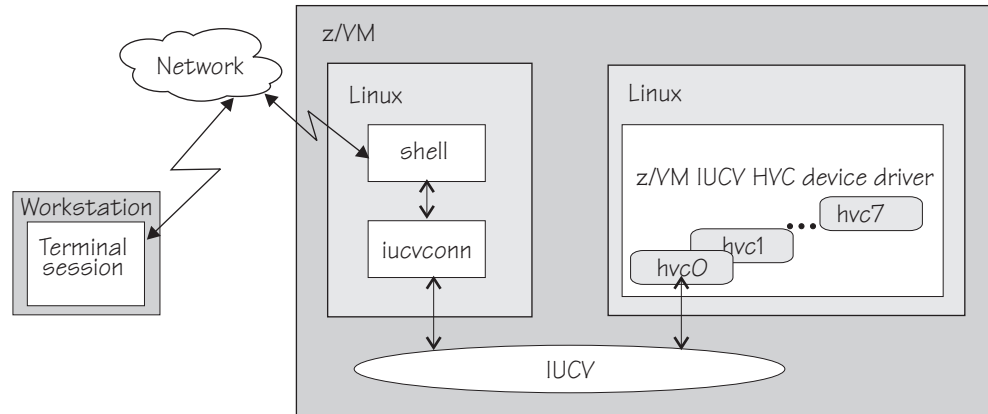 z/VM
Network
Linux
Linux
shell
z/VM IUCV HVC device driver
Workstation
hvc7
Terminal
session
iucvconn
hvc1
hvc0
IUCV